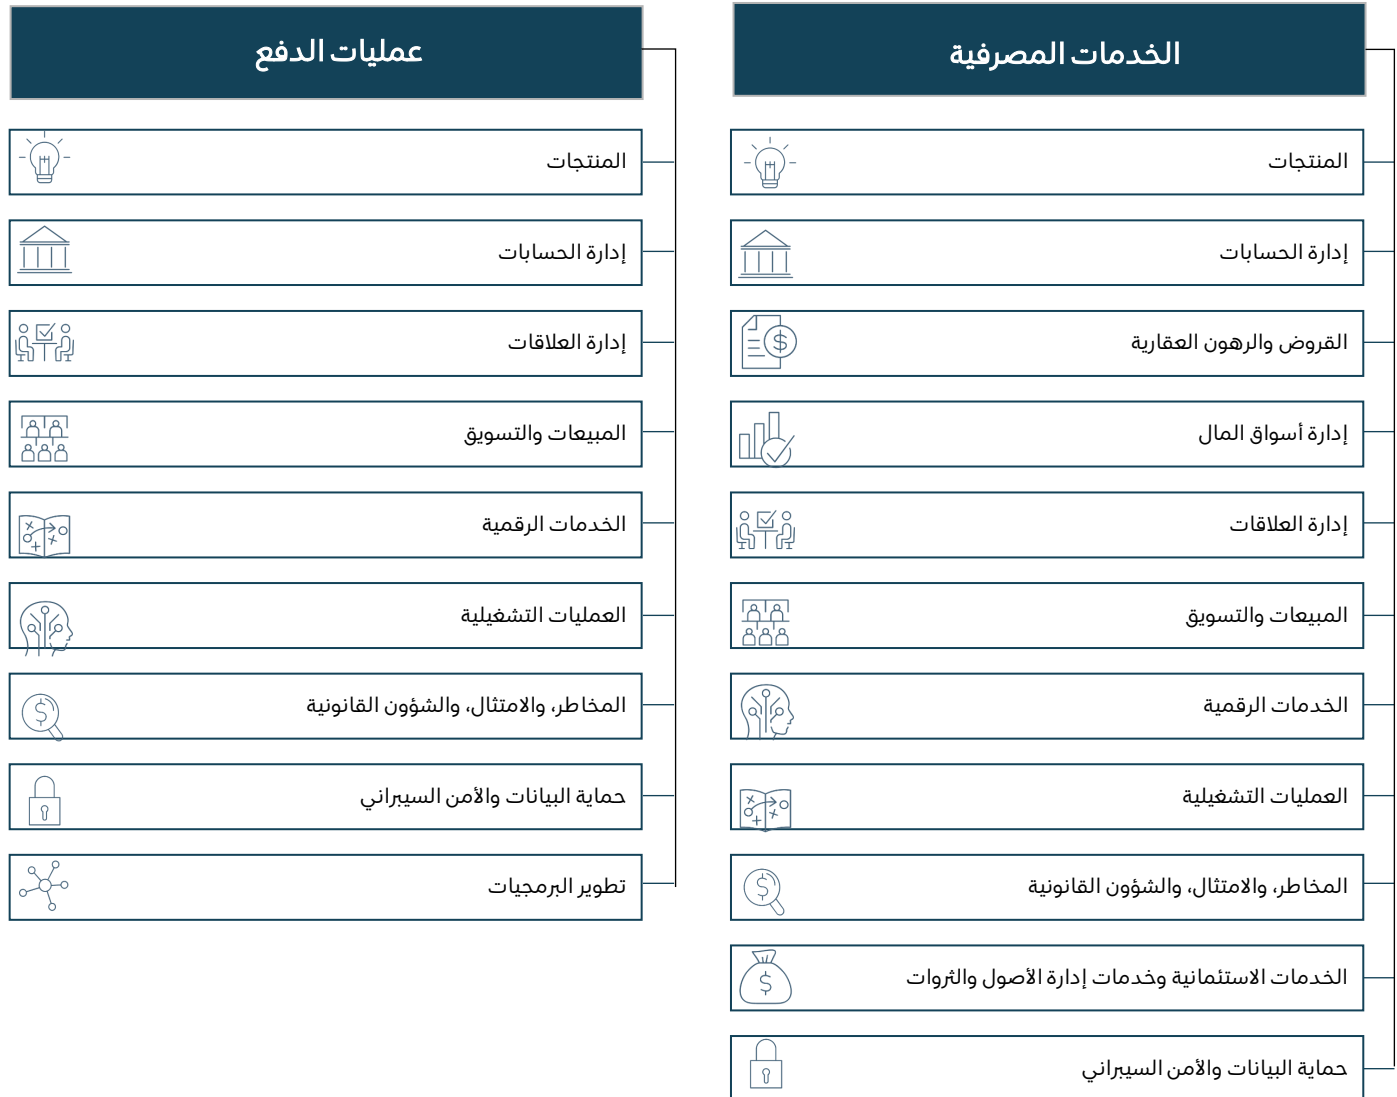 الخدمات المصرفية
المنتجات
إدارة الحسابات
القروض والرهون العقارية
إدارة أسواق المال
إدارة العلاقات
المبيعات والتسويق
الخدمات الرقمية
العمليات التشغيلية
المخاطر، والامتثال، والشؤون القانونية
الخدمات الاستئمانية وخدمات إدارة الأصول والثروات
حماية البيانات والأمن السيبراني
عمليات الدفع
المنتجات
إدارة الحسابات
إدارة العلاقات
المبيعات والتسويق
الخدمات الرقمية
العمليات التشغيلية
المخاطر، والامتثال، والشؤون القانونية
حماية البيانات والأمن السيبراني
تطوير البرمجيات